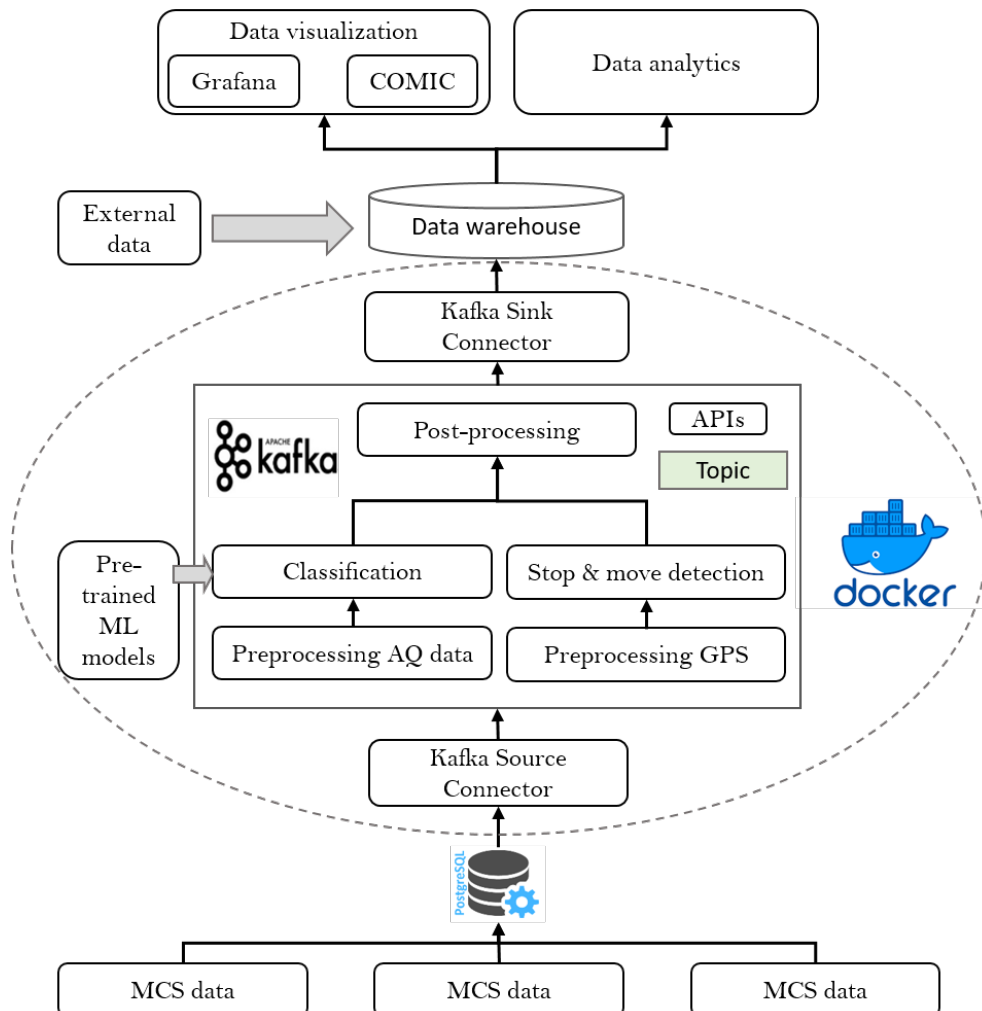 Data visualization
Grafana
COMIC
Data analytics
External
data
Data warehouse
Kafka Sink
Connector
APACHE
kafka
Post-processing
APIs
Topic
Pre-
trained
ML
models
Classification
Stop & move detection
docker
Preprocessing AQ data
Preprocessing GPS
Kafka Source
Connector
PostgreSQL
MCS data
MCS data
MCS data